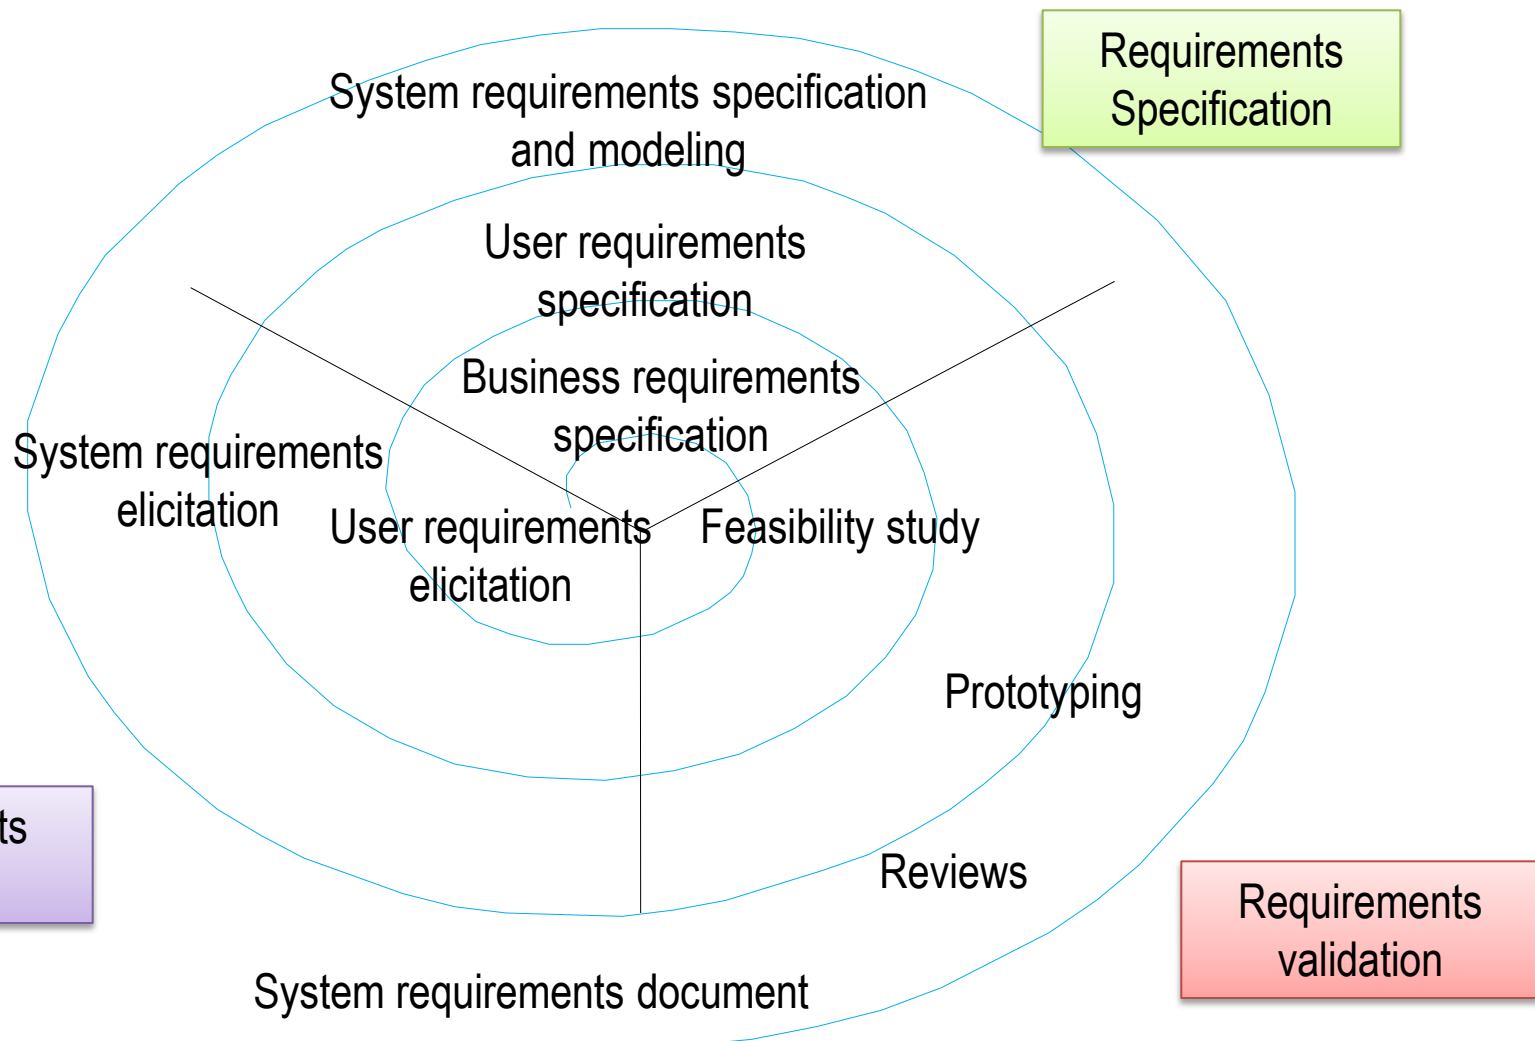 Requirements
Specification
System requirements specification
and modeling
User requirements
specification
Business requirements
specification
System requirements
elicitation
User requirements
elicitation
Feasibility study
Prototyping
ts
Reviews
Requirements
validation
System requirements document